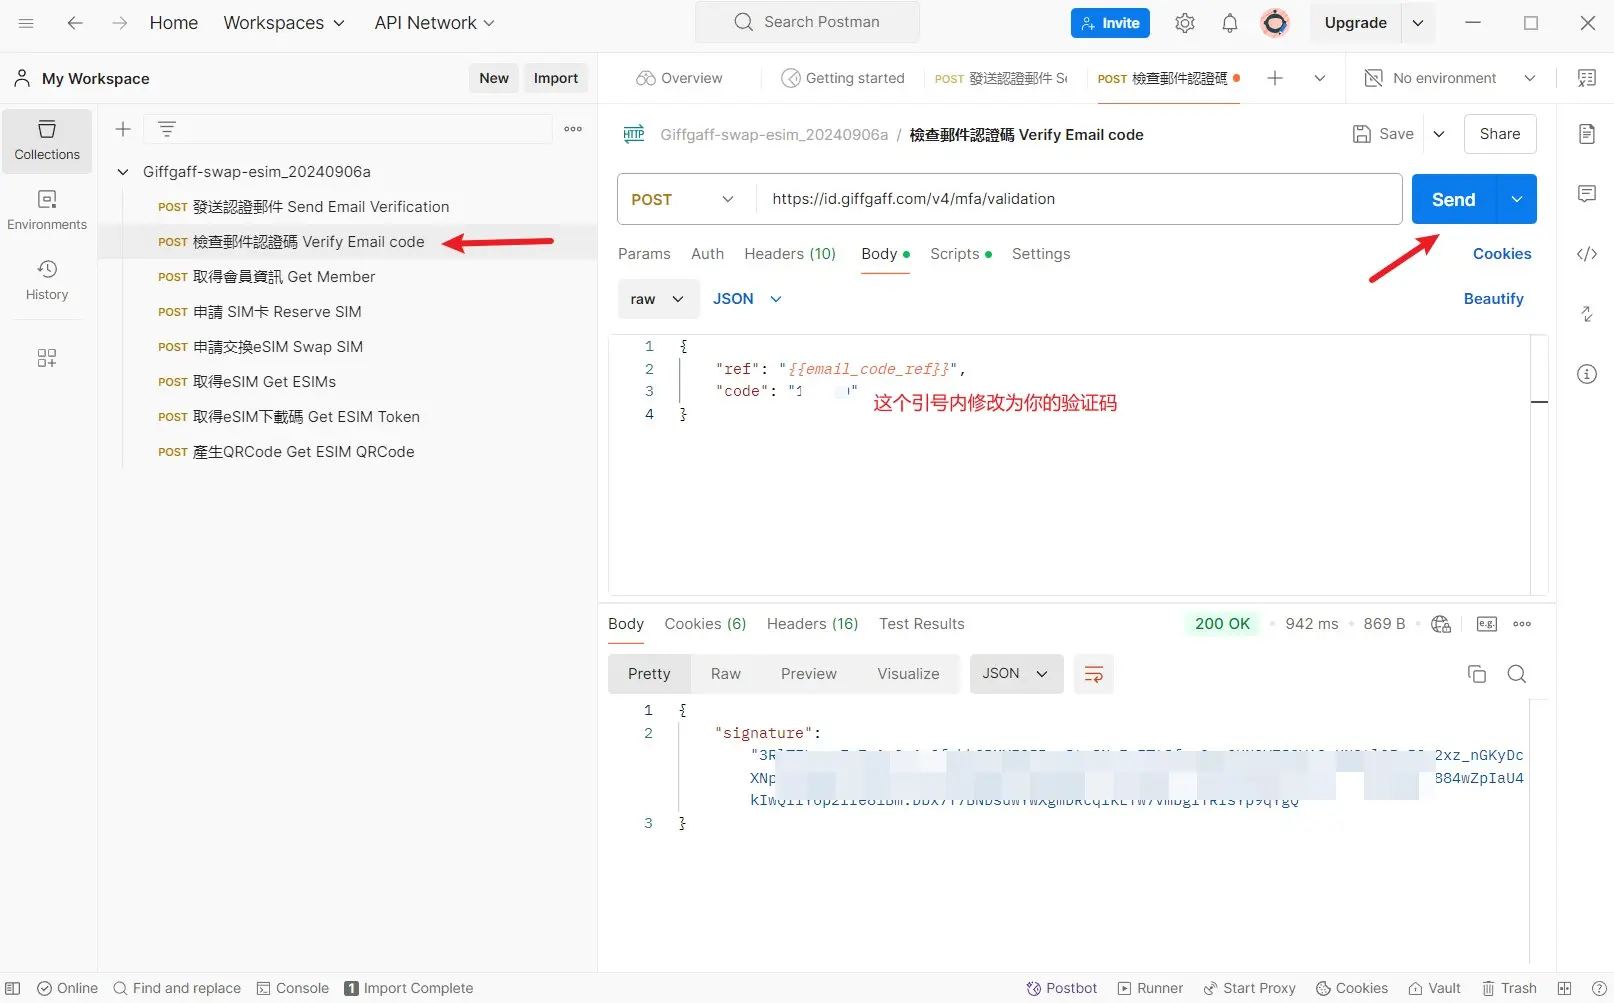 Home
Workspaces
API Network
Search Postman
Invite
Upgrade
My Workspace
New
Import
Overview
Getting started
POST 發送認證郵件 Se
POST 檢查郵件認證碼
No environment
Collections
Environments
History
Giffgaff-swap-esim_20240906a
POST 發送認證郵件 Send Email Verification
POST 檢查郵件認證碼 Verify Email code
POST 取得會員資訊 Get Member
POST 申請 SIM卡 Reserve SIM
POST 申請交換eSIM Swap SIM
POST 取得eSIM Get ESIMs
POST 取得eSIM下載碼 Get ESIM Token
POST 產生QRCode Get ESIM QRCode
HTTP
Giffgaff-swap-esim_20240906a / 檢查郵件認證碼 Verify Email code
Save
Share
POST
https://id.giffgaff.com/v4/mfa/validation
Send
Params
Auth
Headers (10)
Body
Scripts
Settings
Cookies
raw
JSON
Beautify
1 {
2 "ref": "{{email_code_ref}}",
3 "code": "1
这个引号内修改为你的验证码
4 }
Body
Cookies (6)
Headers (16)
Test Results
200 OK
942 ms
869 B
e.g.
Pretty
Raw
Preview
Visualize
JSON
1 {
2 "signature":
2xz_nGKyDc
XNp
884wZpIaU4
3 }
Online
Find and replace
Console
1 Import Complete
Postbot
Runner
Start Proxy
Cookies
Vault
Trash